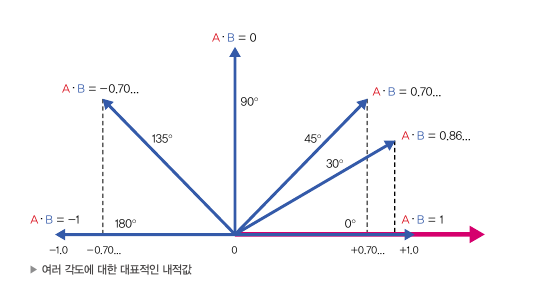 A · B = 0
A · B = −0.70...
A · B = 0.70...
90°
135°
45°
A · B = 0.86...
30°
A · B = −1
180°
0°
A · B = 1
−1.0
−0.70...
0
+0.70...
+1.0
▶ 여러 각도에 대한 대표적인 내적값